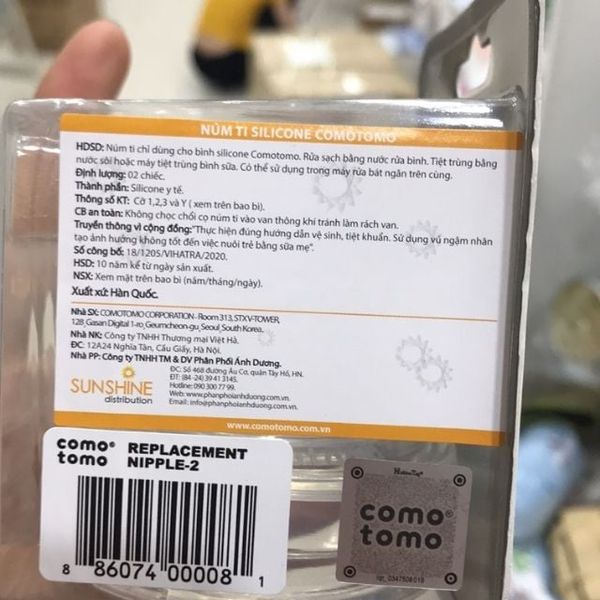 NÚM TI SILICONE COMOTOMO
HDSD: Núm ti chỉ dùng cho bình silicone Comotomo. Rửa sạch bằng nước rửa bình. Tiệt trùng bằng
nước sôi hoặc máy tiệt trùng bình sữa. Có thể sử dụng trong máy rửa bát ngăn trên cùng.
Định lượng: 02 chiếc.
Thành phần: Silicone y tế.
Thông số KT: Cỡ 1,2,3 và Y ( xem trên bao bì).
CB an toàn: Không chọc chổi cọ núm ti vào van thông khí tránh làm rách van.
Truyền thông vì cộng đồng:"Thực hiện đúng hướng dẫn vệ sinh, tiệt khuẩn. Sử dụng vú ngậm nhân
tạo ảnh hưởng không tốt đến việc nuôi trẻ bằng sữa mẹ".
Số công bố: 18/1205/VIHATRA/2020.
HSD: 10 năm kể từ ngày sản xuất.
NSX: Xem mặt trên bao bì (năm/tháng/ngày).
Xuất xứ: Hàn Quốc.
Nhà SX: COMOTOMO CORPORATION - Room 313, STX V-TOWER,
128, Gasan Digital 1-ro, Geumcheon-gu, Seoul, South Korea.
Nhà NK: Công ty TNHH Thương mại Việt Hà.
ĐC: 12A24 Nghĩa Tân, Cầu Giấy, Hà Nội.
Nhà PP: Công ty TNHH TM & DV Phân Phối Ánh Dương.
SUNSHINE
distribution
ĐC: Số 468 đường Âu Cơ, quận Tây Hồ, HN.
ĐT: (84-24) 39 41 3145.
Hotline: 090 300 77 99.
Web: www.phanphoianhduong.com.vn.
Email: info@phanphoianhduong.com.vn.
www.comotomo.com.vn
como® tomo
REPLACEMENT
NIPPLE-2
8 86074 00008 1
como®
tomo